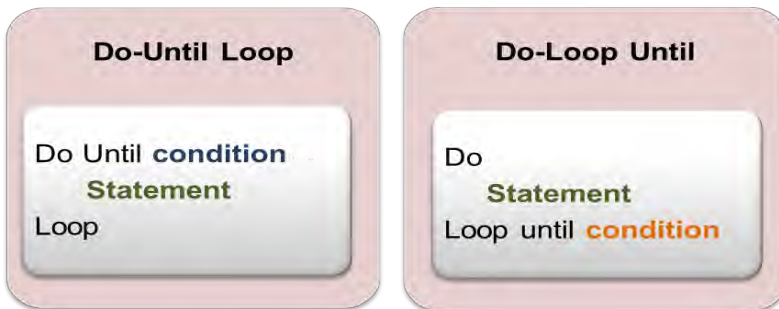 Do-Until Loop
Do Until condition
Statement
Loop
Do-Loop Until
Do
Statement
Loop until condition